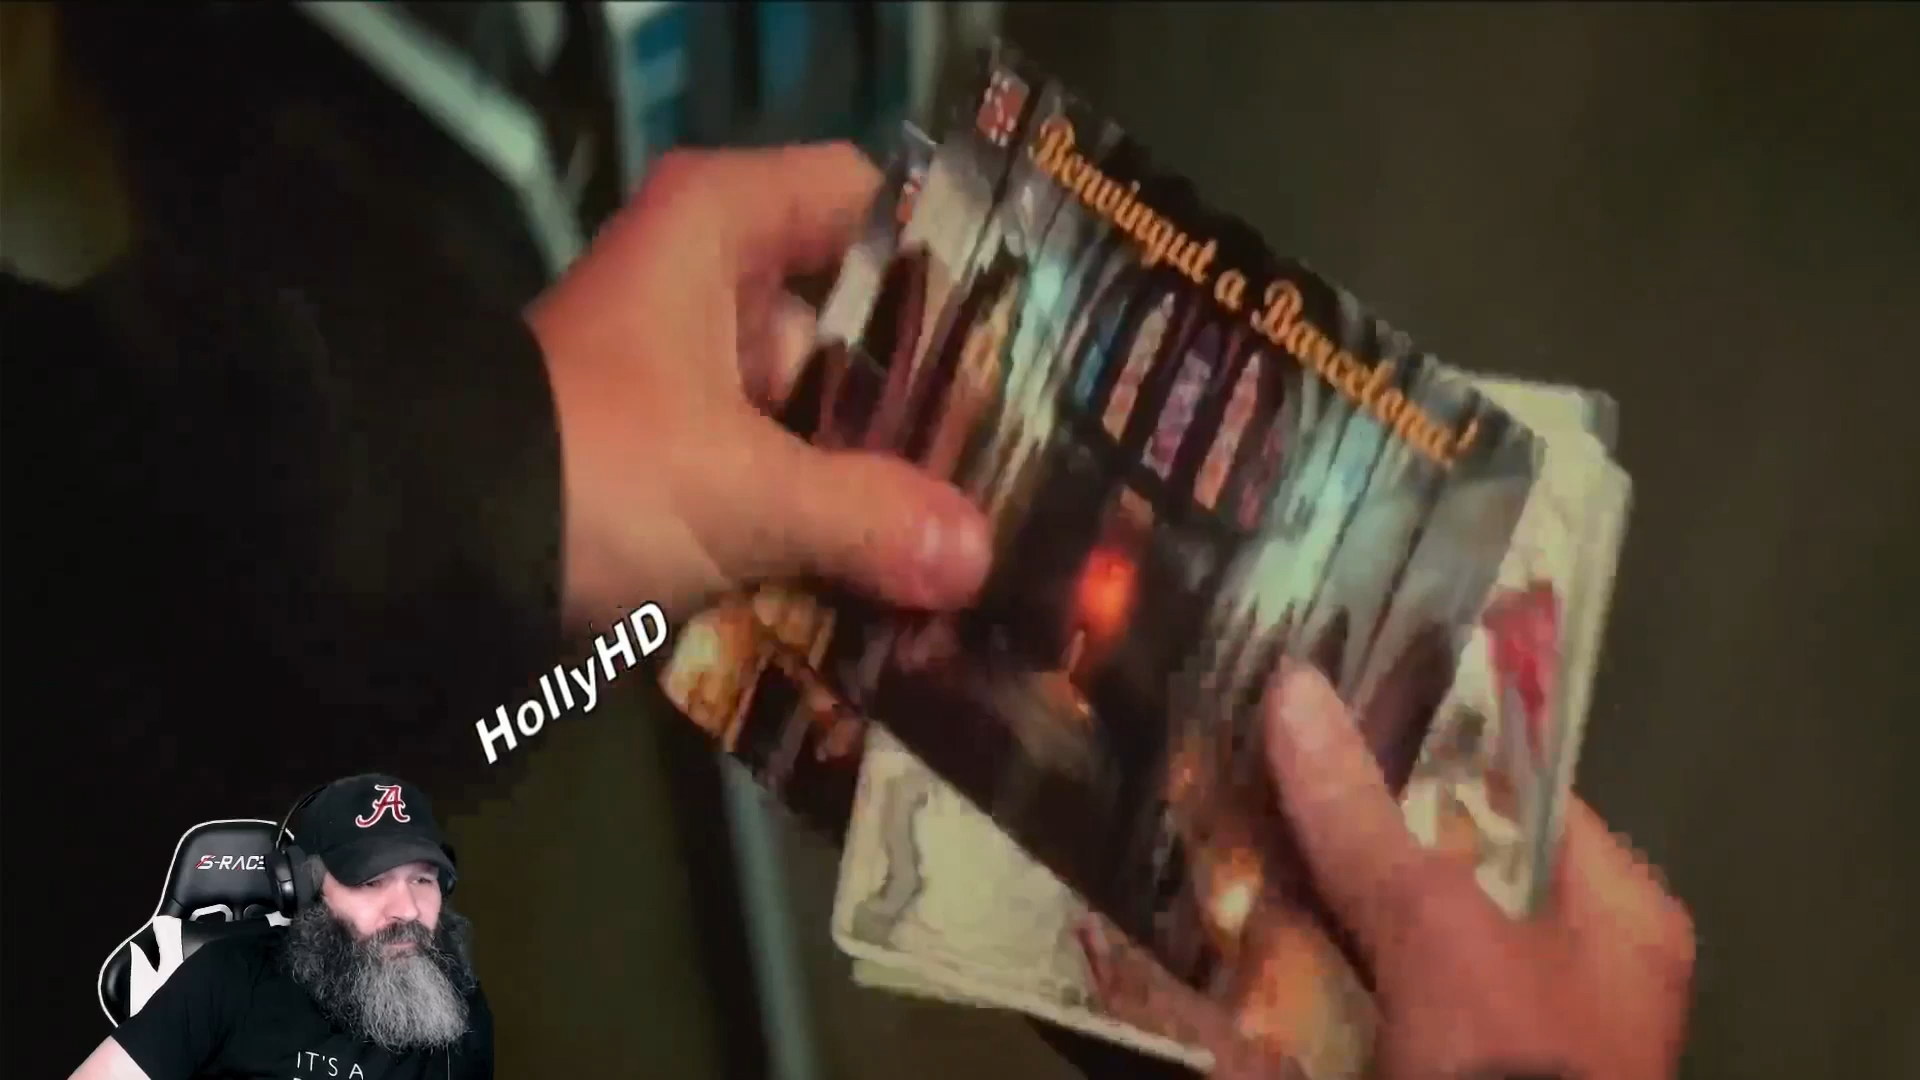 Benvingut a Barcelona!
HollyHD
A
S-RACE
IT'S A